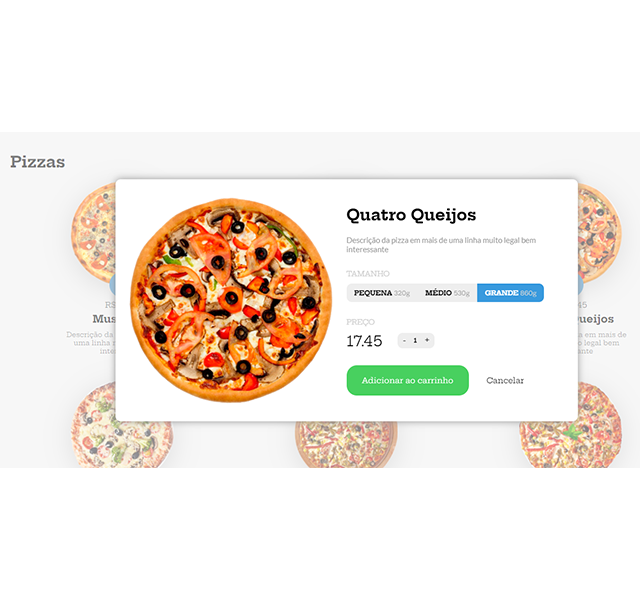 Pizzas
Quatro Queijos
Descrição da pizza em mais de uma linha muito legal bem
interessante
TAMANHO
PEQUENA 320g MÉDIO 530g GRANDE 860g
PREÇO
17.45 - 1 +
Adicionar ao carrinho Cancelar
R$
45
Mus
ueijos
Descrição da
s em mais de
uma linha
legal bem
inte
ante